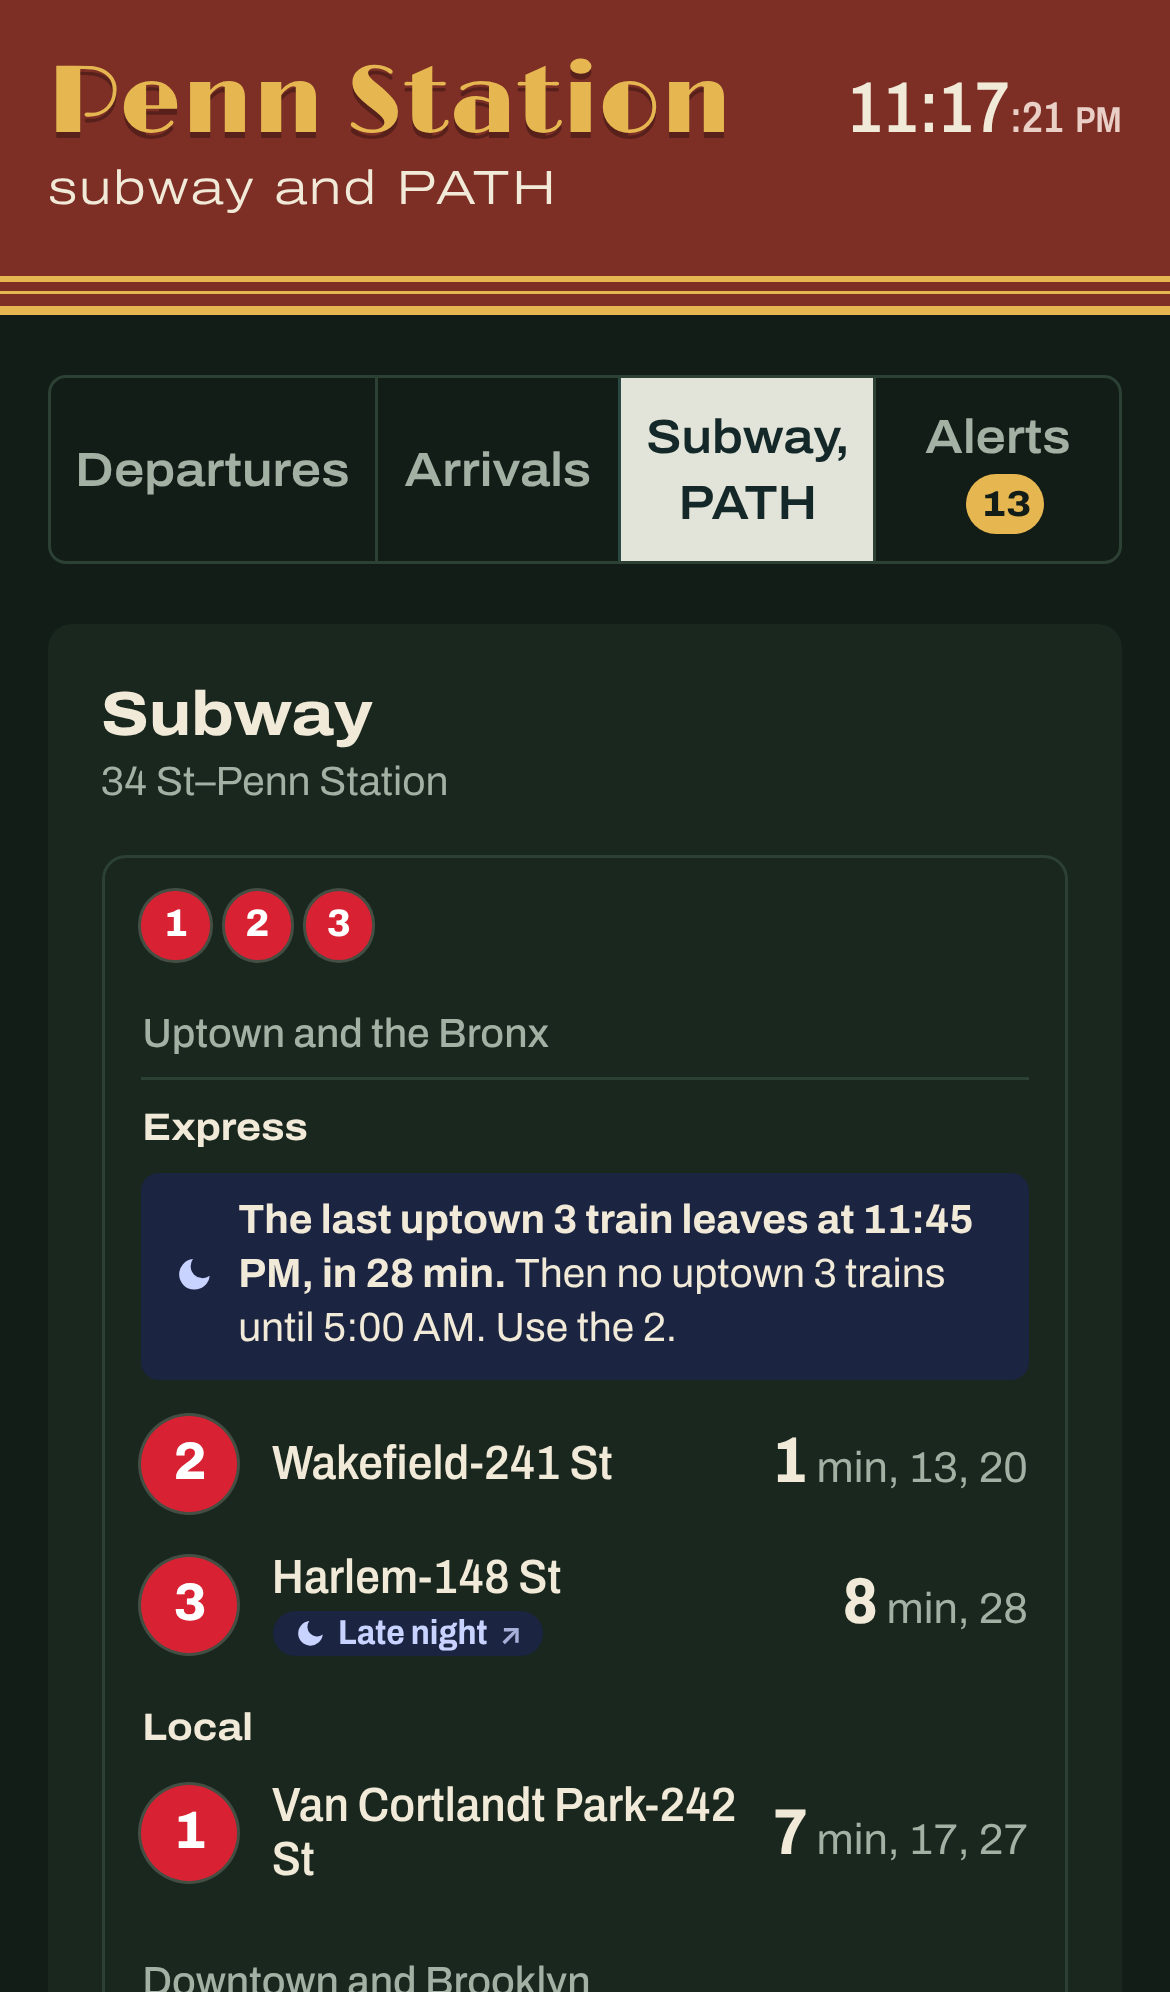 Penn Station
11:17:21 PM
subway and PATH
Departures
Arrivals
Subway,
PATH
Alerts
13
Subway
34 St–Penn Station
1 2 3
Uptown and the Bronx
Express
The last uptown 3 train leaves at 11:45
PM, in 28 min. Then no uptown 3 trains
until 5:00 AM. Use the 2.
2 Wakefield-241 St 1 min, 13, 20
3 Harlem-148 St 8 min, 28
Late night ↗
Local
1 Van Cortlandt Park-242 7 min, 17, 27
St
Downtown and Brooklyn